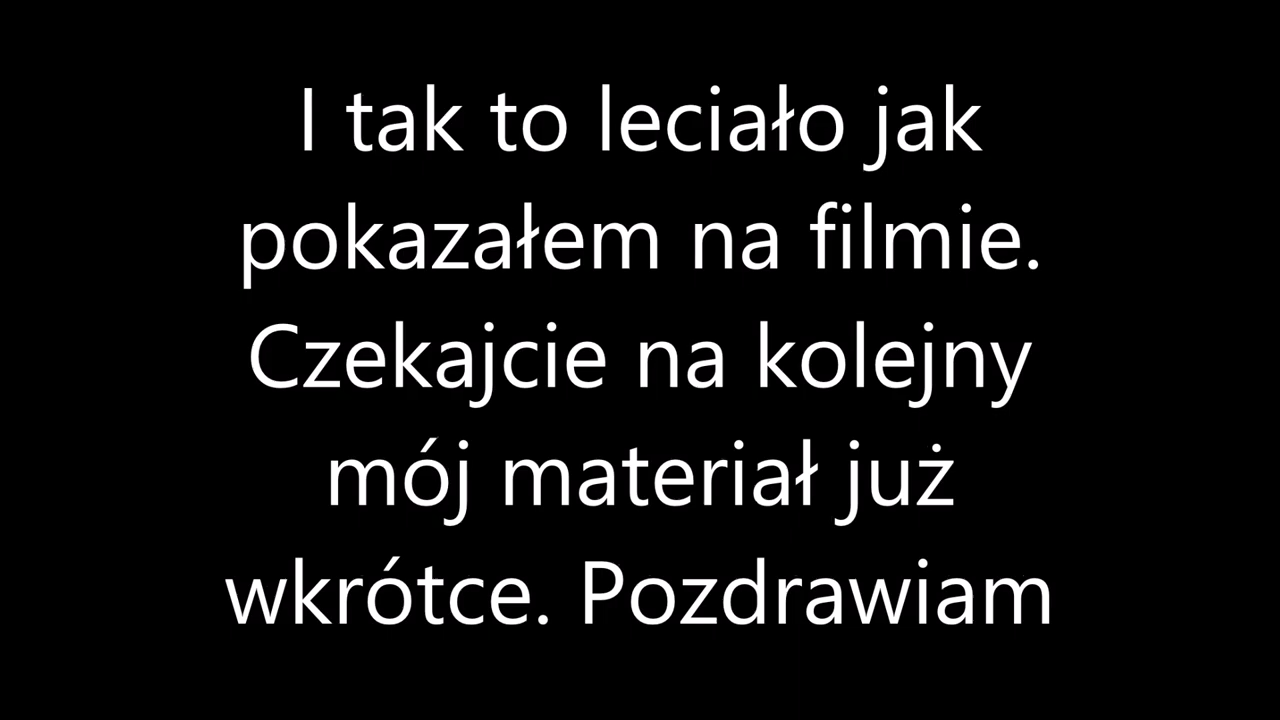 I tak to leciało jak
pokazałem na filmie.
Czekajcie na kolejny
mój materiał już
wkrótce. Pozdrawiam